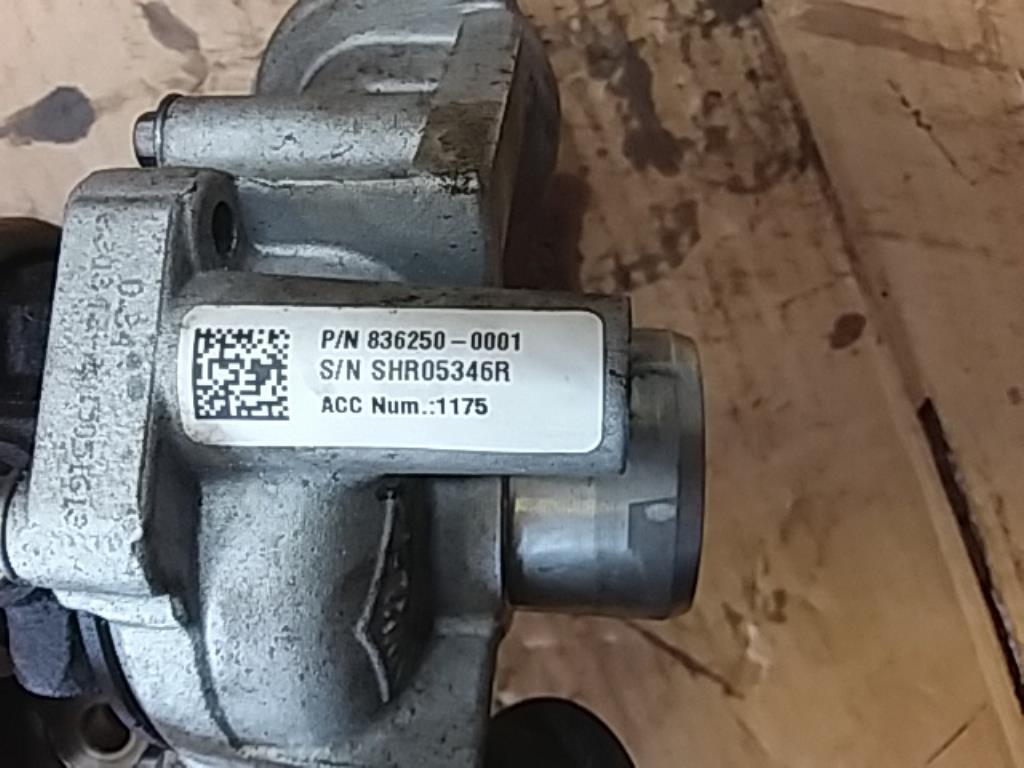 P/N 836250-0001
S/N SHR05346R
ACC Num.:1175